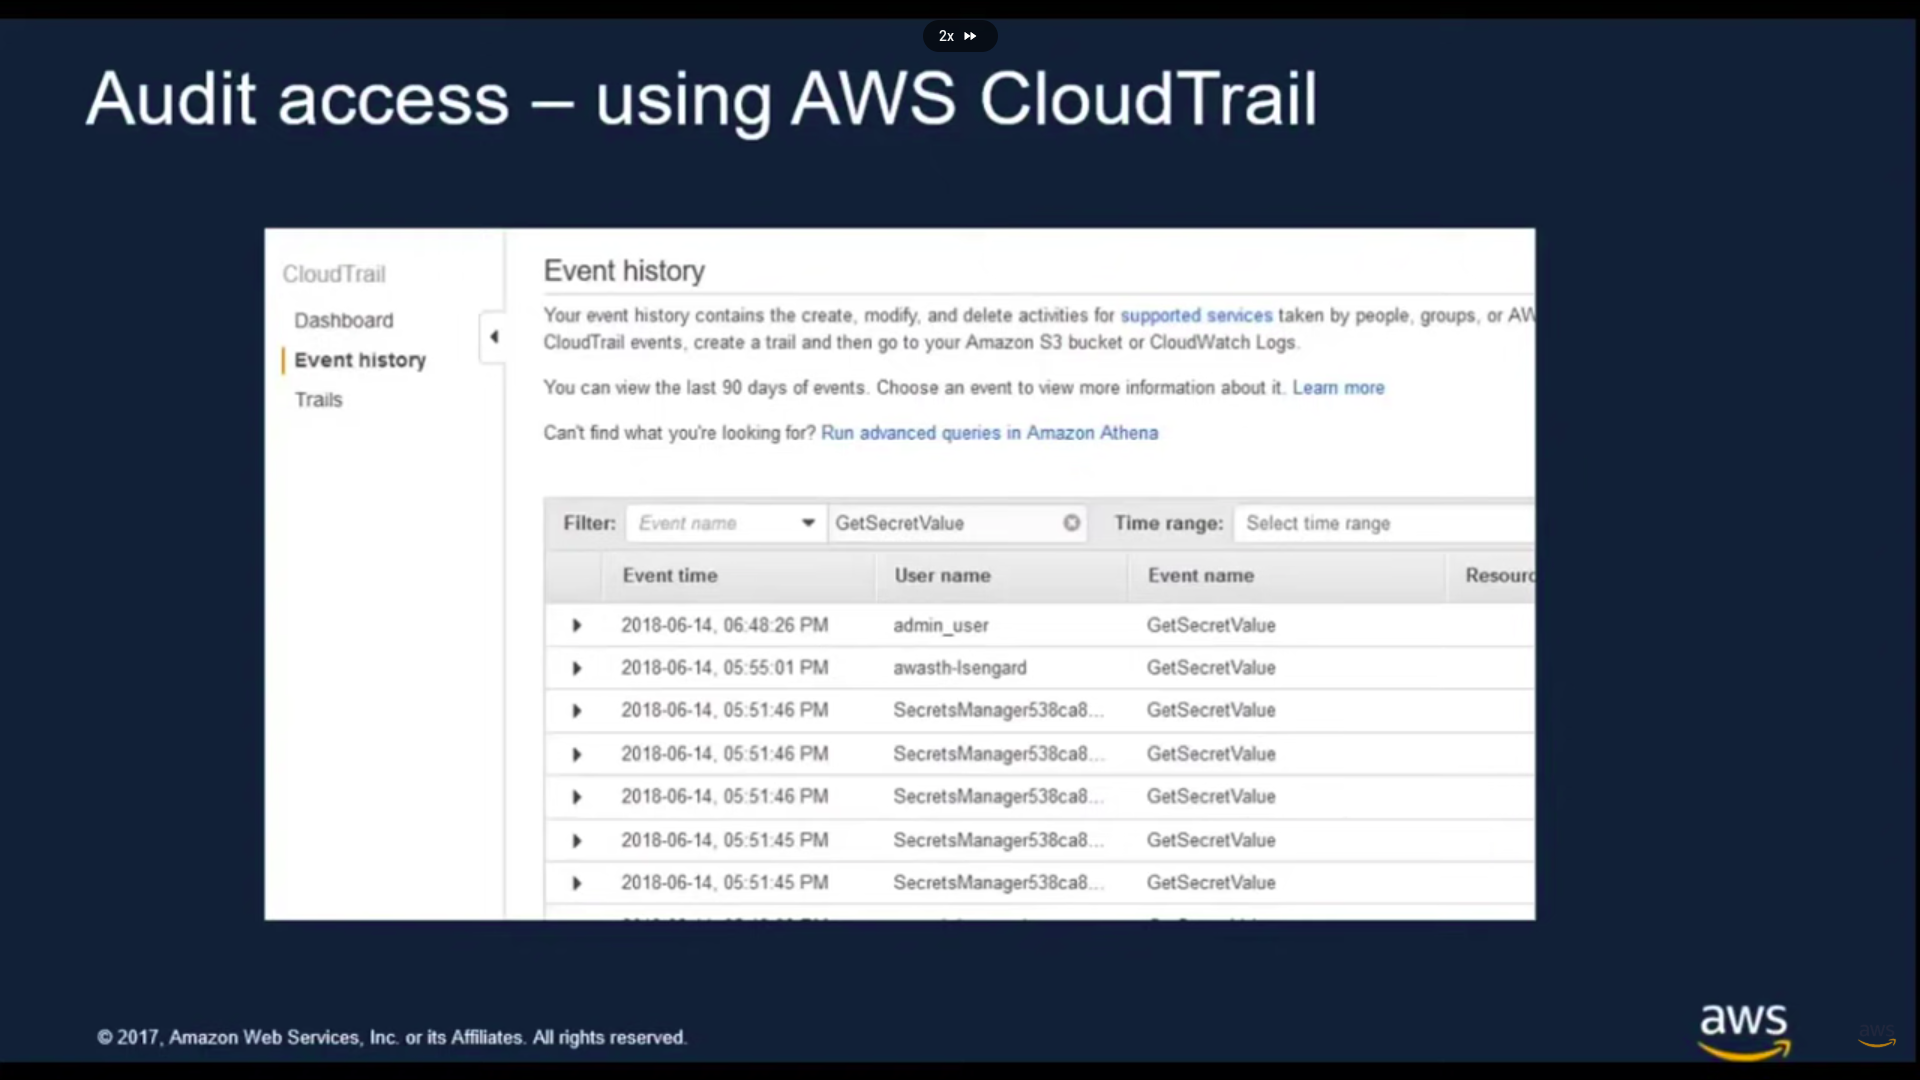 2x
Audit access – using AWS CloudTrail
CloudTrail
Dashboard
Event history
Trails
Event history
Your event history contains the create, modify, and delete activities for supported services taken by people, groups, or AW
CloudTrail events, create a trail and then go to your Amazon S3 bucket or CloudWatch Logs.
You can view the last 90 days of events. Choose an event to view more information about it. Learn more
Can't find what you're looking for? Run advanced queries in Amazon Athena
Filter: Event name GetSecretValue Time range: Select time range
Event time User name Event name Resourc
2018-06-14, 06:48:26 PM admin_user GetSecretValue
2018-06-14, 05:55:01 PM awasth-Isengard GetSecretValue
2018-06-14, 05:51:46 PM SecretsManager538ca8... GetSecretValue
2018-06-14, 05:51:46 PM SecretsManager538ca8... GetSecretValue
2018-06-14, 05:51:46 PM SecretsManager538ca8... GetSecretValue
2018-06-14, 05:51:45 PM SecretsManager538ca8... GetSecretValue
2018-06-14, 05:51:45 PM SecretsManager538ca8... GetSecretValue
© 2017, Amazon Web Services, Inc. or its Affiliates. All rights reserved.
aws
aws